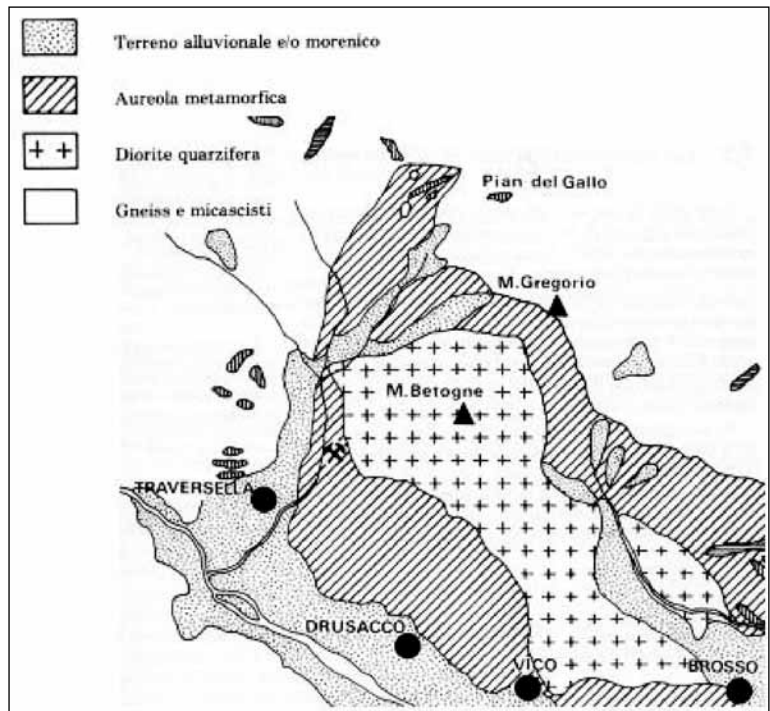 Terreno alluvionale e/o morenico
Aureola metamorfica
Diorite quarzifera
Gneiss e micascisti
Pian del Gallo
M. Gregorio
M. Betogne
TRAVERSELLA
DRUSACCO
VICO
BROSSO